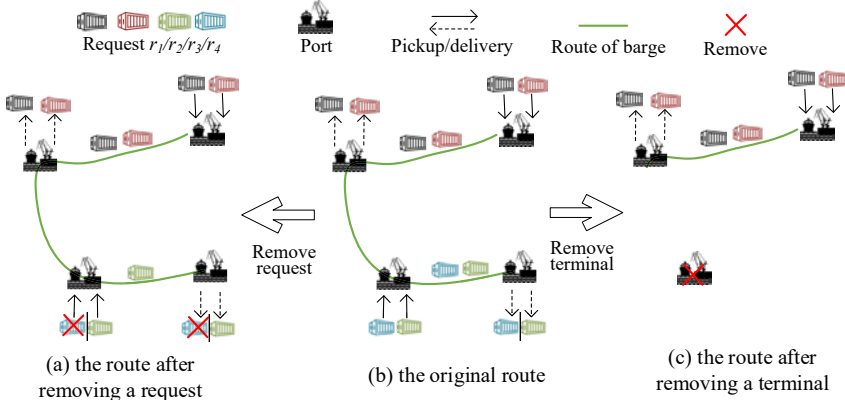 Request r1/r2/r3/r4
Port
Pickup/delivery
Route of barge
Remove
Remove
request
Remove
terminal
(a) the route after
removing a request
(b) the original route
(c) the route after
removing a terminal